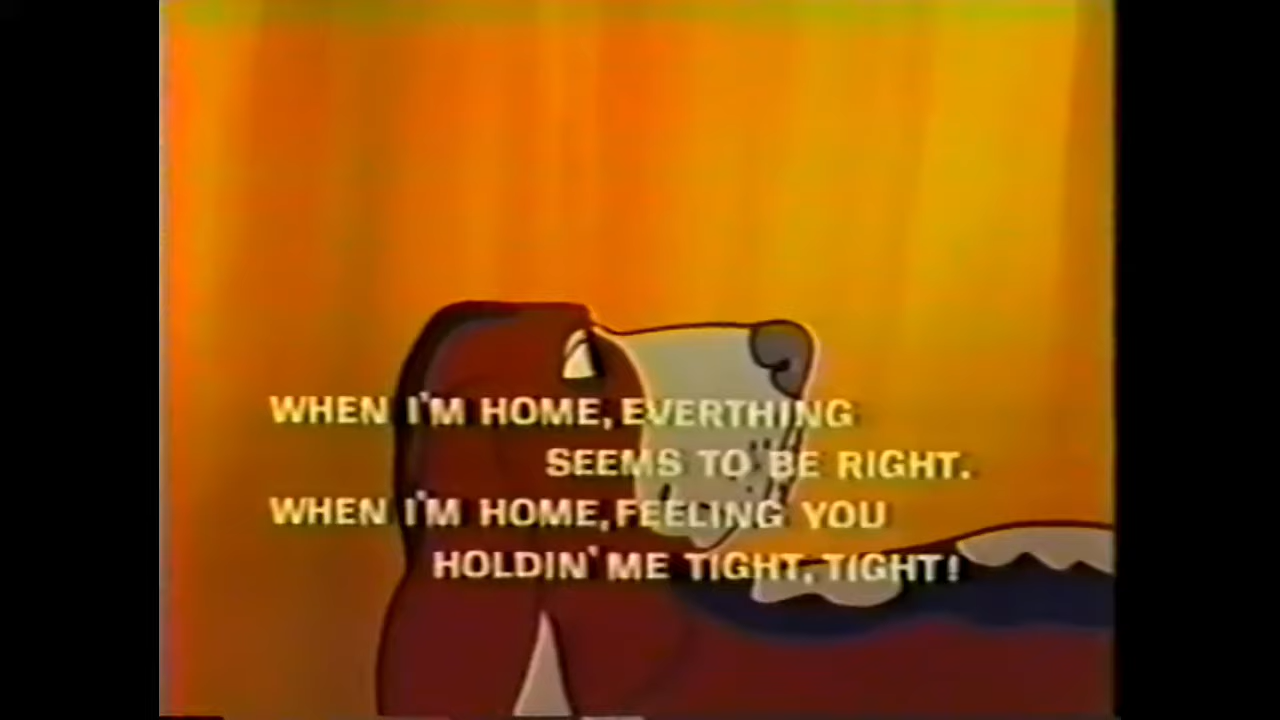 WHEN I'M HOME, EVERTHING
SEEMS TO BE RIGHT.
WHEN I'M HOME, FEELING YOU
HOLDIN' ME TIGHT, TIGHT!